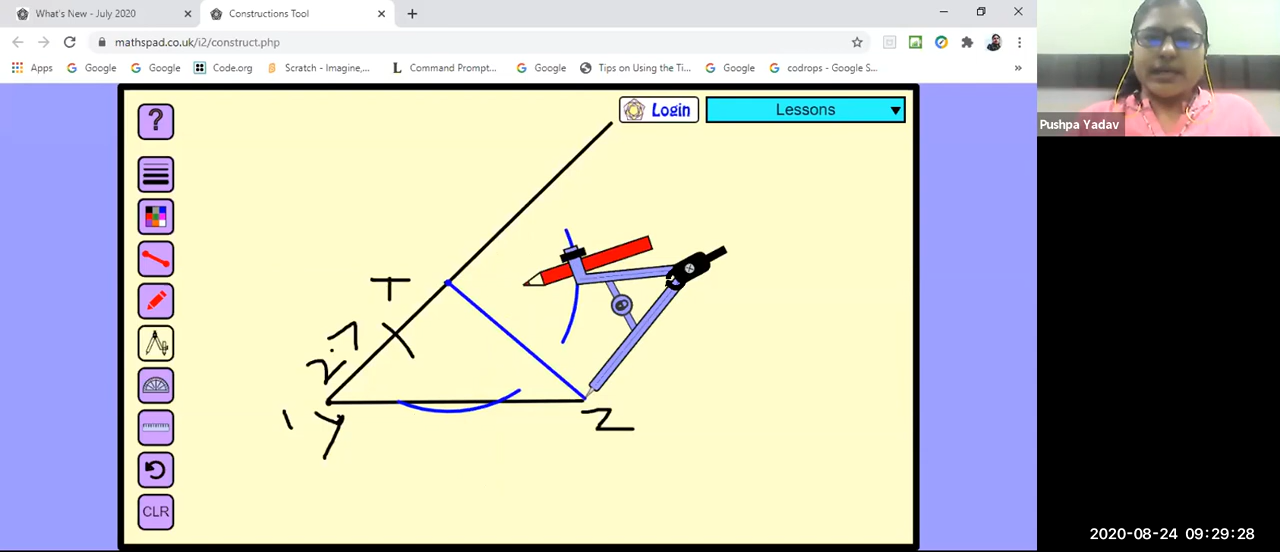 What's New - July 2020
Constructions Tool
mathspad.co.uk/i2/construct.php
Apps Google Google Code.org Scratch - Imagine,... Command Prompt... Google Tips on Using the Ti... Google codrops - Google S... »
Login Lessons
?
T
2.7
Y Z
CLR
Pushpa Yadav
2020-08-24 09:29:28